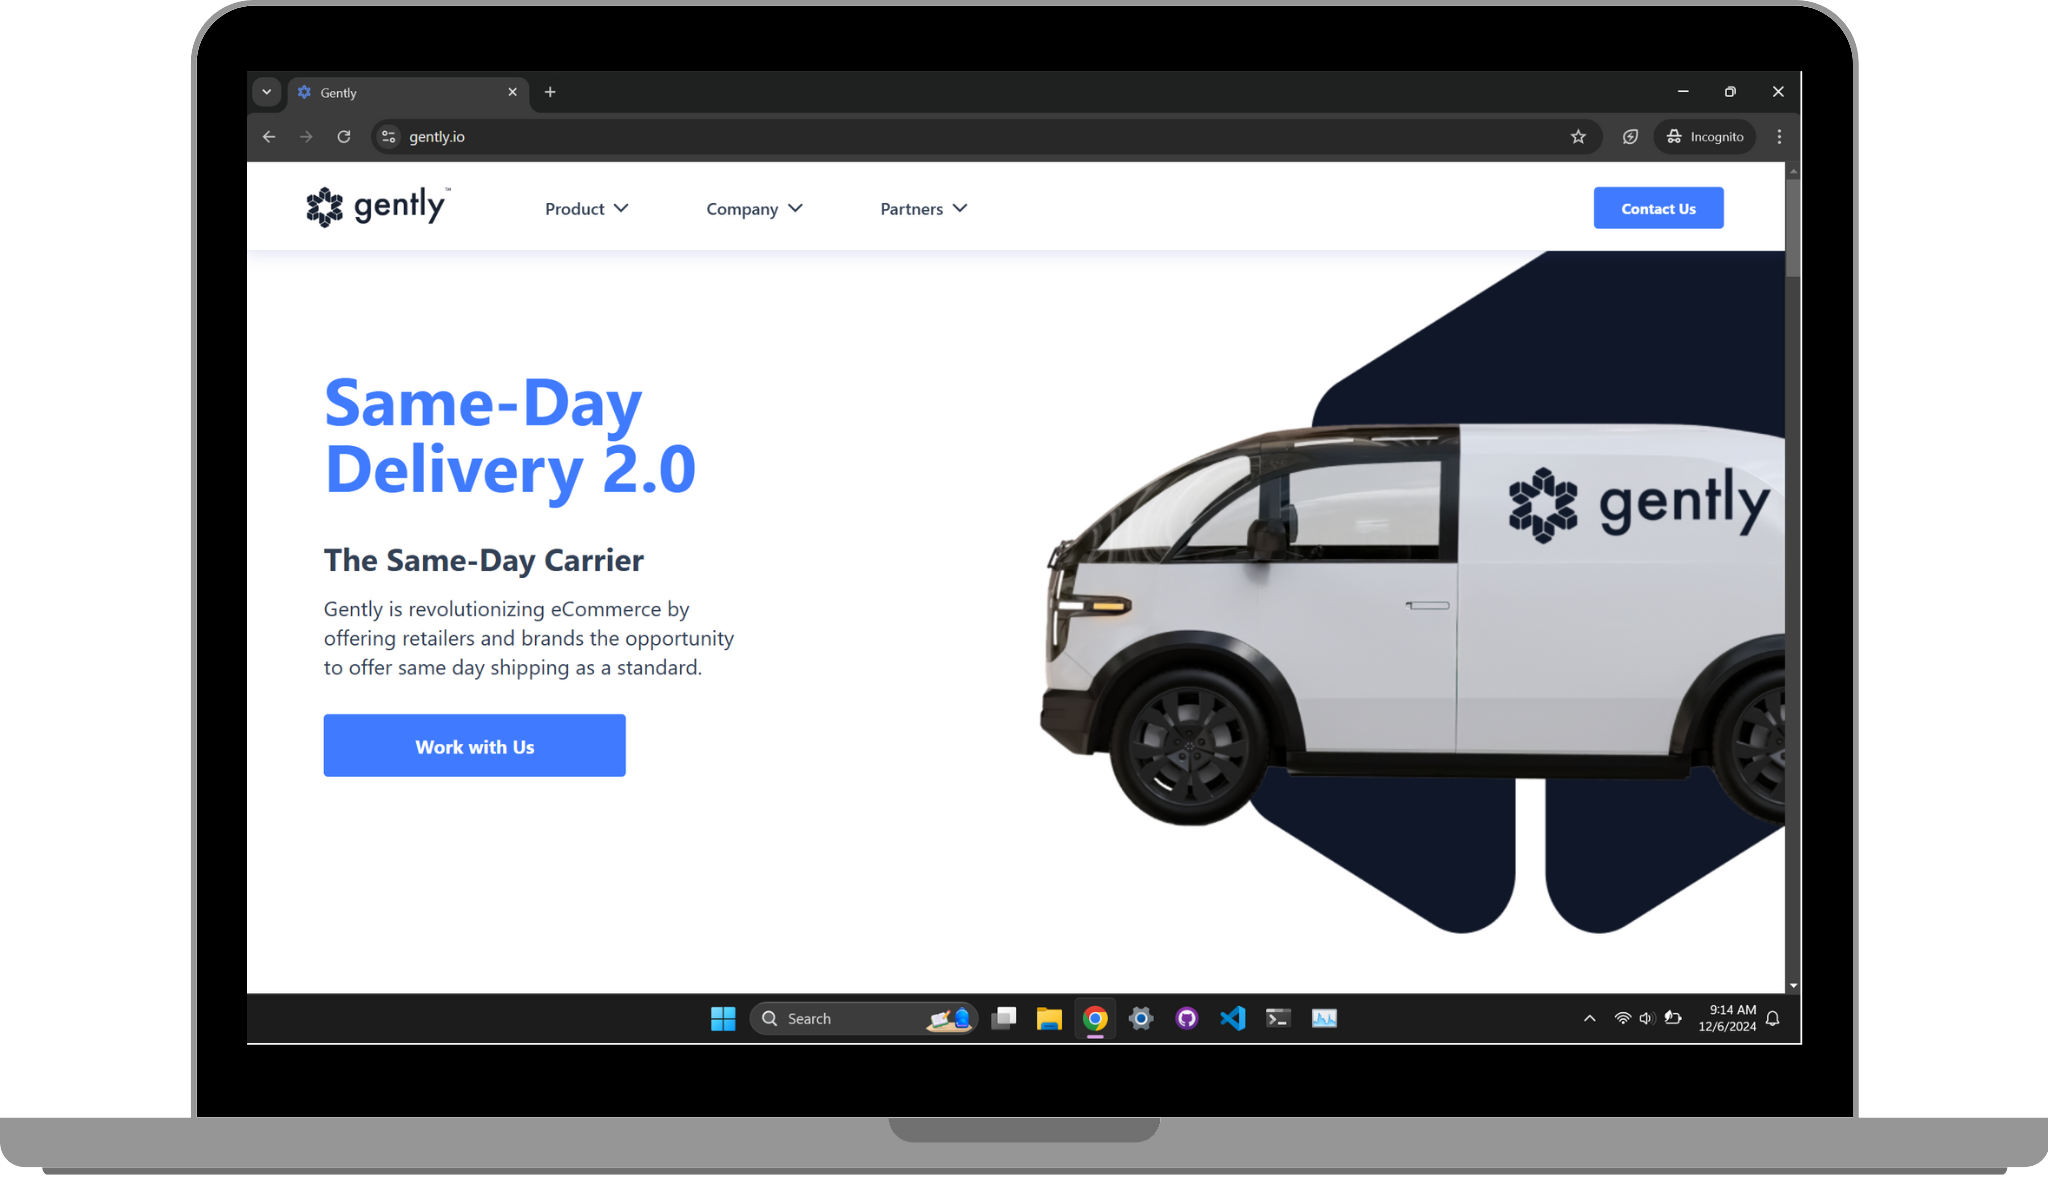 Gently
gently.io
Incognito
gently™
Product
Company
Partners
Contact Us
Same-Day
Delivery 2.0
The Same-Day Carrier
Gently is revolutionizing eCommerce by
offering retailers and brands the opportunity
to offer same day shipping as a standard.
Work with Us
gently
Search
9:14 AM
12/6/2024